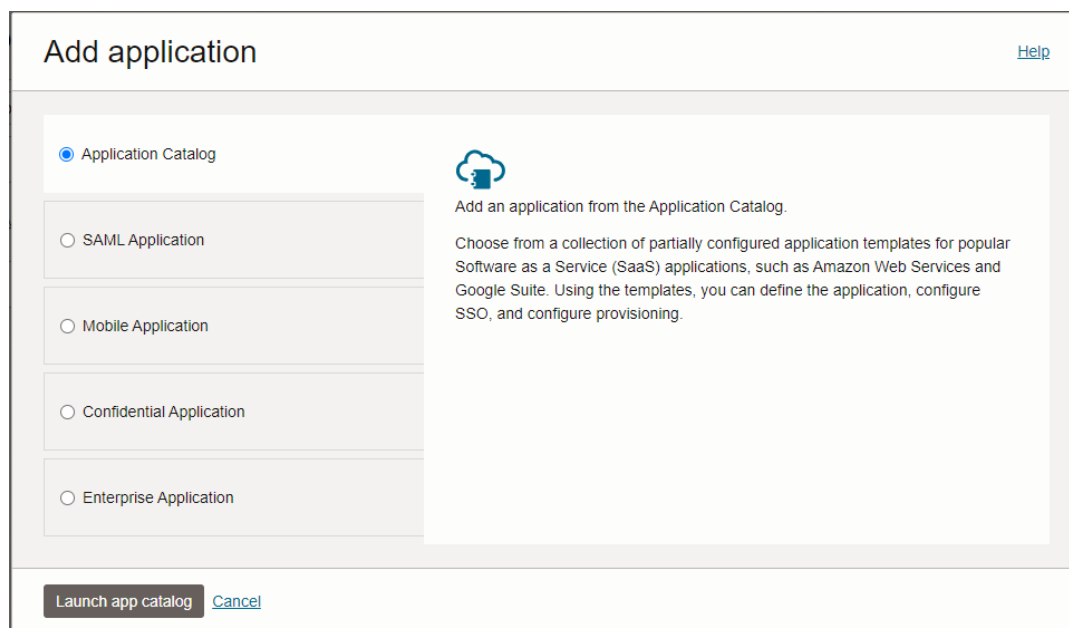 Add application
Help
Application Catalog
SAML Application
Mobile Application
Confidential Application
Enterprise Application
Add an application from the Application Catalog.
Choose from a collection of partially configured application templates for popular
Software as a Service (SaaS) applications, such as Amazon Web Services and
Google Suite. Using the templates, you can define the application, configure
SSO, and configure provisioning.
Launch app catalog
Cancel